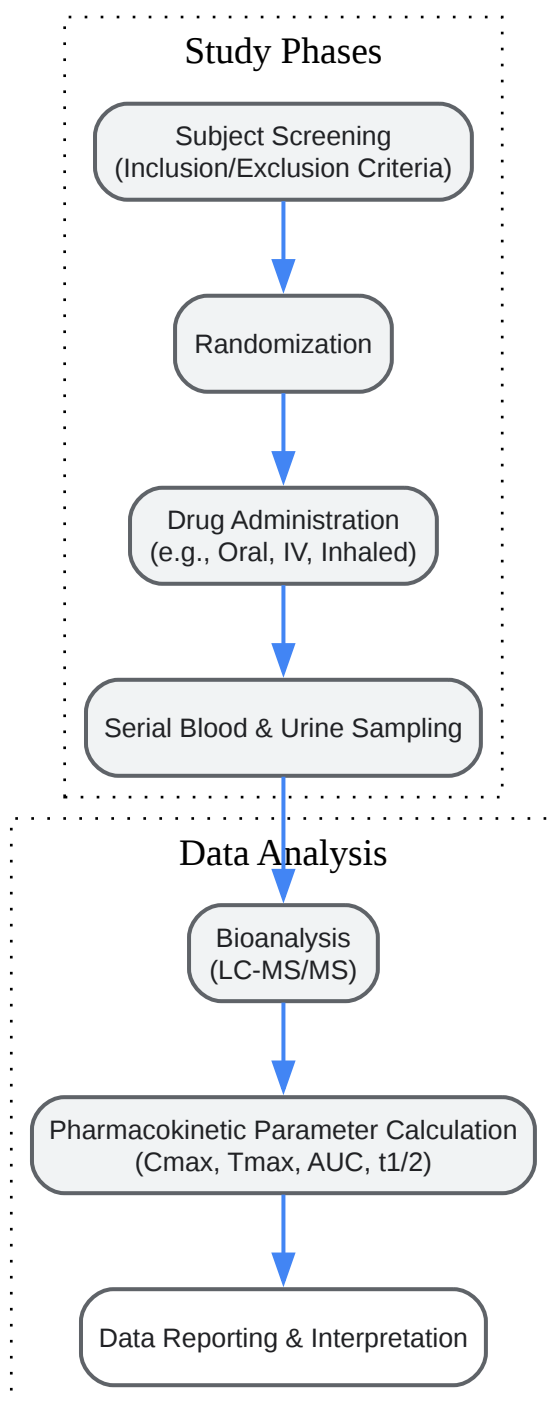 Study Phases
Subject Screening
(Inclusion/Exclusion Criteria)
Randomization
Drug Administration
(e.g., Oral, IV, Inhaled)
Serial Blood & Urine Sampling
Data Analysis
Bioanalysis
(LC-MS/MS)
Pharmacokinetic Parameter Calculation
(Cmax, Tmax, AUC, t1/2)
Data Reporting & Interpretation